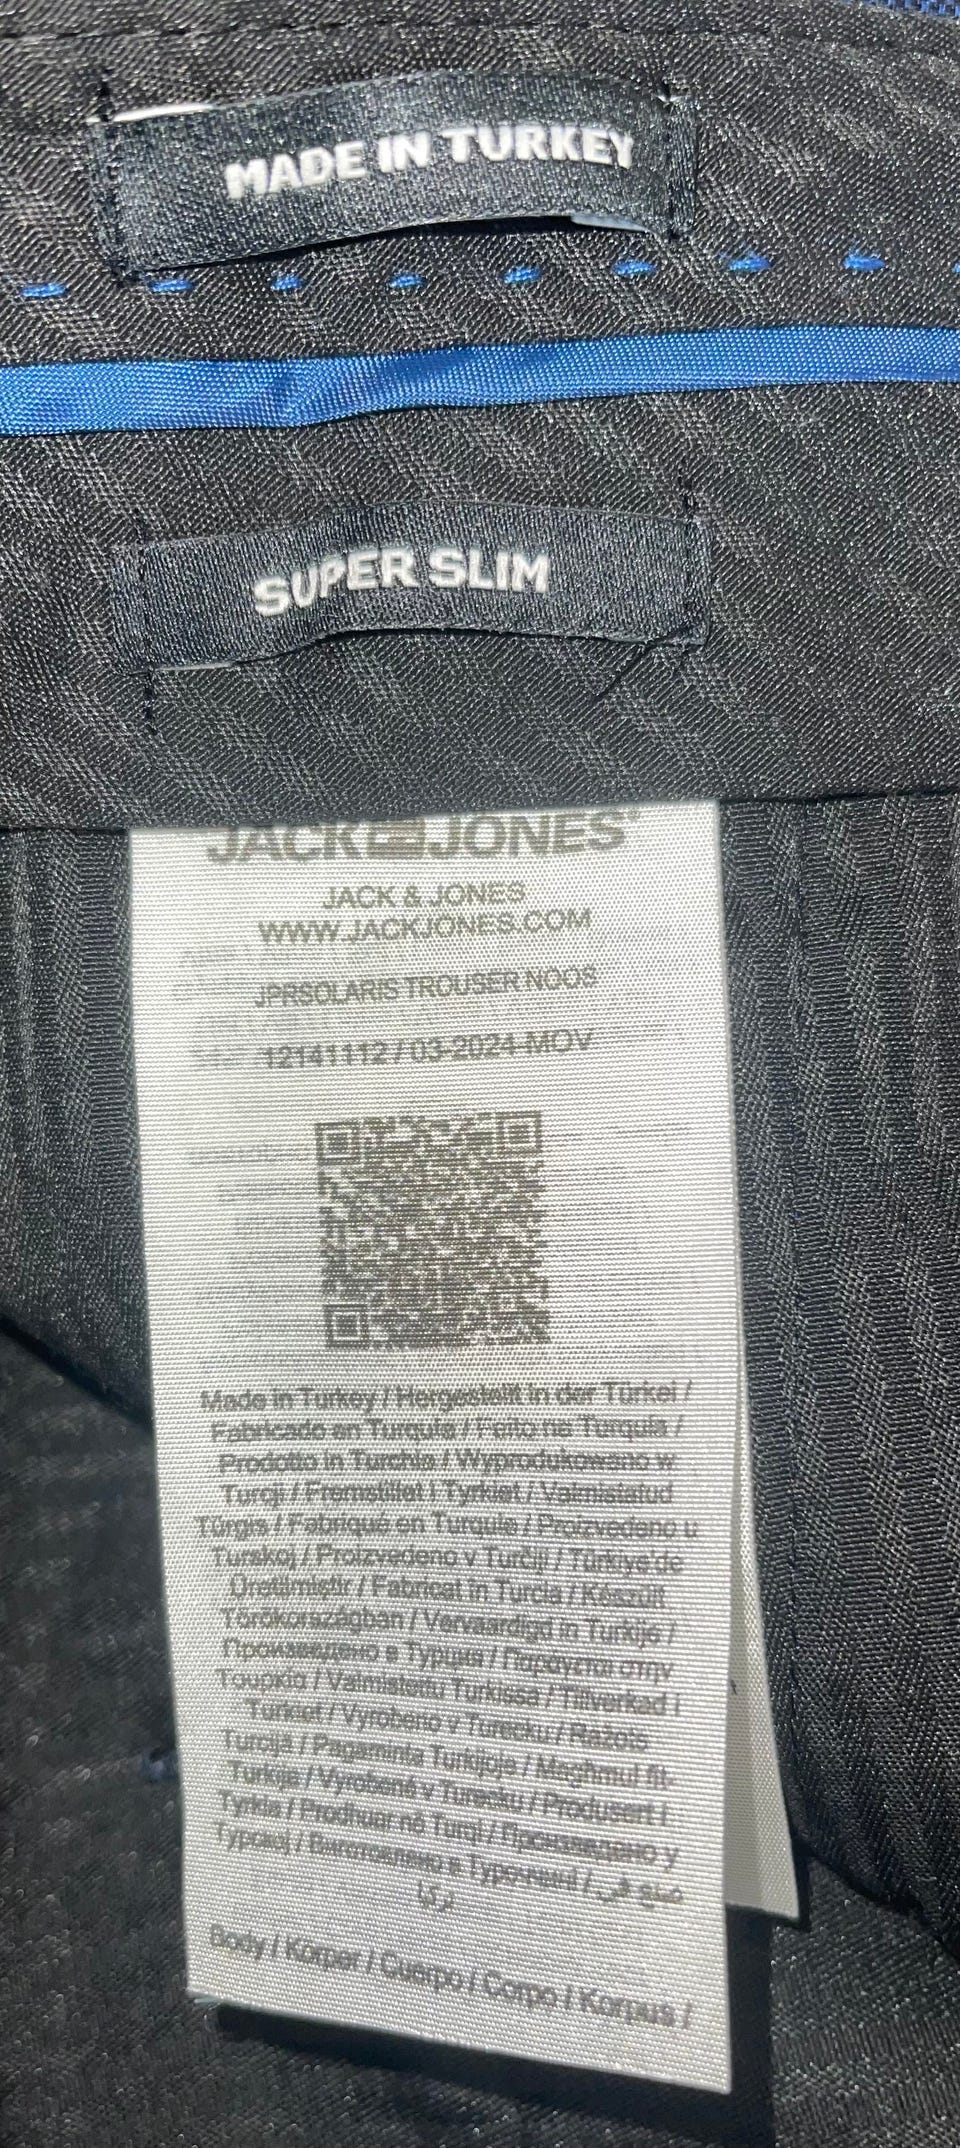 MADE IN TURKEY
SUPER SLIM
JACK JONES®
JACK & JONES
WWW.JACKJONES.COM
JPRSOLARIS TROUSER NOOS
12141112 / 03-2024-MOV
Made in Turkey / Hergestellt in der Türkei /
Fabricado en Turquía / Feito na Turquia /
Prodotto in Turchia / Wyprodukowano w
Turcji / Fremstillet i Tyrkiet / Valmistatud
Türgis / Fabriqué en Turquie / Proizvedeno u
Turskoj / Proizvedeno v Turčiji / Türkiye'de
Üretilmiştir / Fabricat în Turcia / Készült
Törökországban / Vervaardigd in Turkije /
Произведено в Турция / Παράγεται στην
Τουρκία / Valmistettu Turkissa / Tillverkad i
Turkiet / Vyrobeno v Turecku / Ražots
Turcijā / Pagaminta Turkijoje / Magħmul fit-
Turkija / Vyrobené v Turecku / Produsert i
Tyrkia / Prodhuar në Turqi / Произведено у
Турској / Виготовлено в Туреччині / صنع في
تركيا
Body / Körper / Cuerpo / Corpo / Korpus /